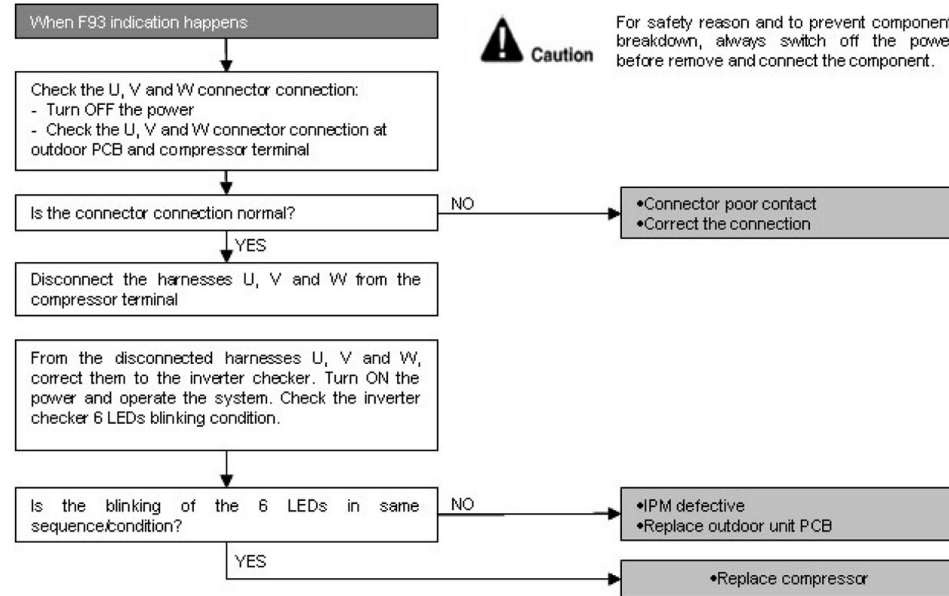 When F93 indication happens
Caution
For safety reason and to prevent component
breakdown, always switch off the power
before remove and connect the component.
Check the U, V and W connector connection:
- Turn OFF the power
- Check the U, V and W connector connection at
outdoor PCB and compressor terminal
Is the connector connection normal?
NO
•Connector poor contact
•Correct the connection
YES
Disconnect the harnesses U, V and W from the
compressor terminal
From the disconnected harnesses U, V and W,
correct them to the inverter checker. Turn ON the
power and operate the system. Check the inverter
checker 6 LEDs blinking condition.
Is the blinking of the 6 LEDs in same
sequence/condition?
NO
•IPM defective
•Replace outdoor unit PCB
YES
•Replace compressor